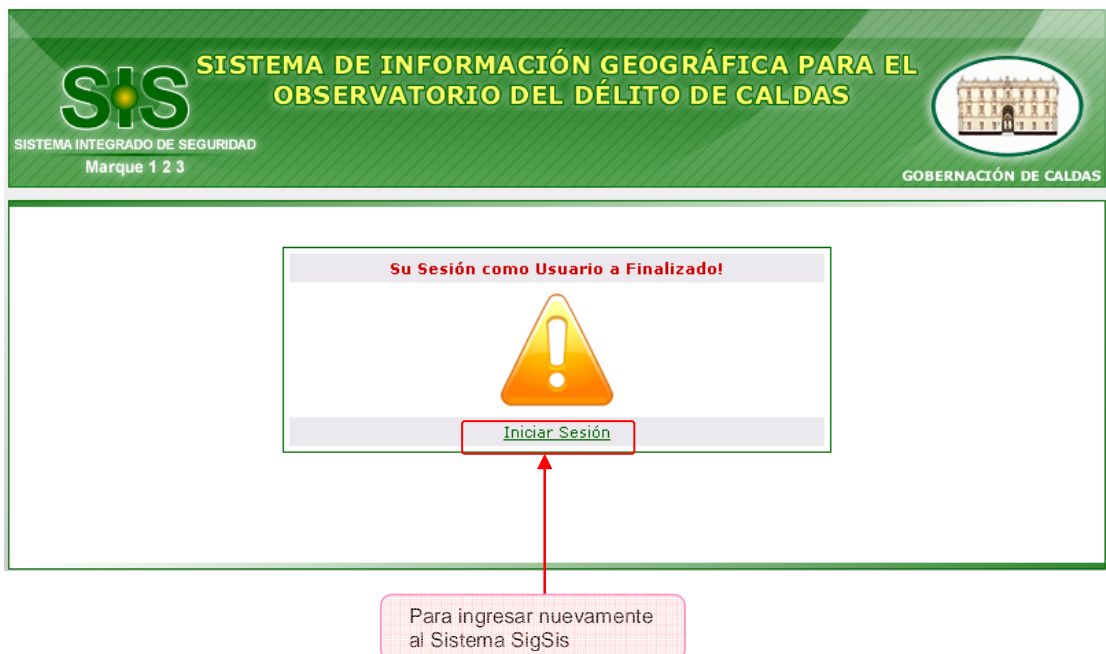 SISTEMA DE INFORMACIÓN GEOGRÁFICA PARA EL
OBSERVATORIO DEL DÉLITO DE CALDAS
SIS
SISTEMA INTEGRADO DE SEGURIDAD
Marque 1 2 3
GOBERNACIÓN DE CALDAS
Su Sesión como Usuario a Finalizado!
Iniciar Sesión
Para ingresar nuevamente
al Sistema SigSis